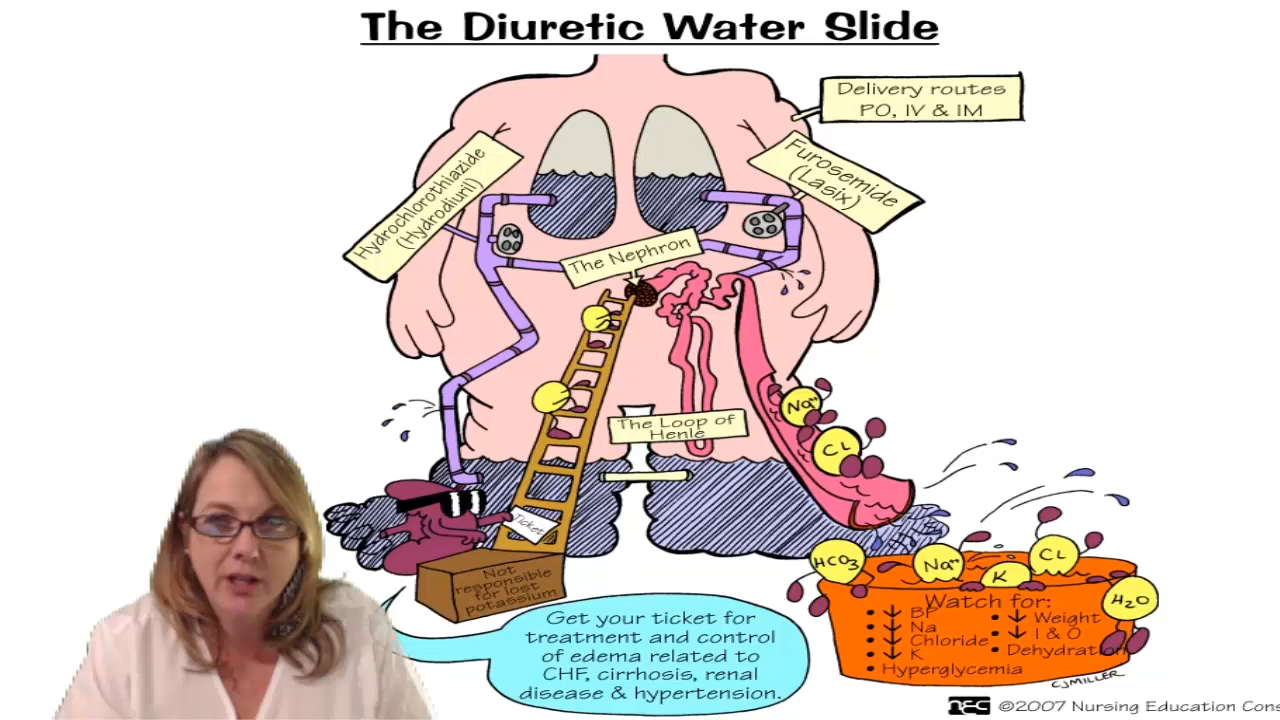 The Diuretic Water Slide
Delivery routes
PO, IV & IM
Hydrochlorothiazide
(Hydrodiuril)
Furosemide
(Lasix)
The Nephron
The Loop of
Henle
Na⁺
CL
Ticket
Not
responsible
for lost
potassium
Get your ticket for
treatment and control
of edema related to
CHF, cirrhosis, renal
disease & hypertension.
HCO3
Na⁺
K
CL
H2O
Watch for:
• ↓ BP
• ↓ Na
• ↓ Chloride
• ↓ K
• Hyperglycemia
• ↓ Weight
• ↓ I & O
• Dehydration
CJMILLER
nec ©2007 Nursing Education Cons